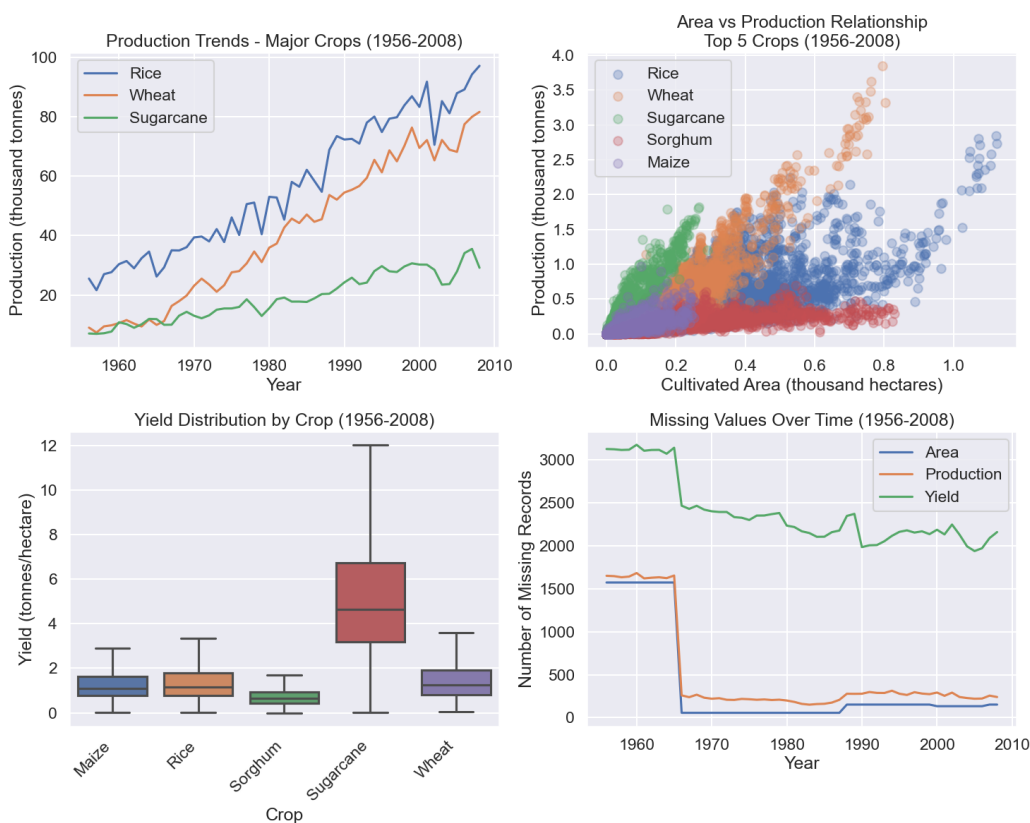 Production Trends - Major Crops (1956-2008)
Production (thousand tonnes)
100
80
60
40
20
Rice
Wheat
Sugarcane
1960
1970
1980
1990
2000
2010
Year
Area vs Production Relationship
Top 5 Crops (1956-2008)
Production (thousand tonnes)
4.0
3.5
3.0
2.5
2.0
1.5
1.0
0.5
0.0
Rice
Wheat
Sugarcane
Sorghum
Maize
0.0
0.2
0.4
0.6
0.8
1.0
Cultivated Area (thousand hectares)
Yield Distribution by Crop (1956-2008)
Yield (tonnes/hectare)
12
10
8
6
4
2
0
Maize
Rice
Sorghum
Sugarcane
Wheat
Crop
Missing Values Over Time (1956-2008)
Number of Missing Records
3000
2500
2000
1500
1000
500
0
Area
Production
Yield
1960
1970
1980
1990
2000
2010
Year